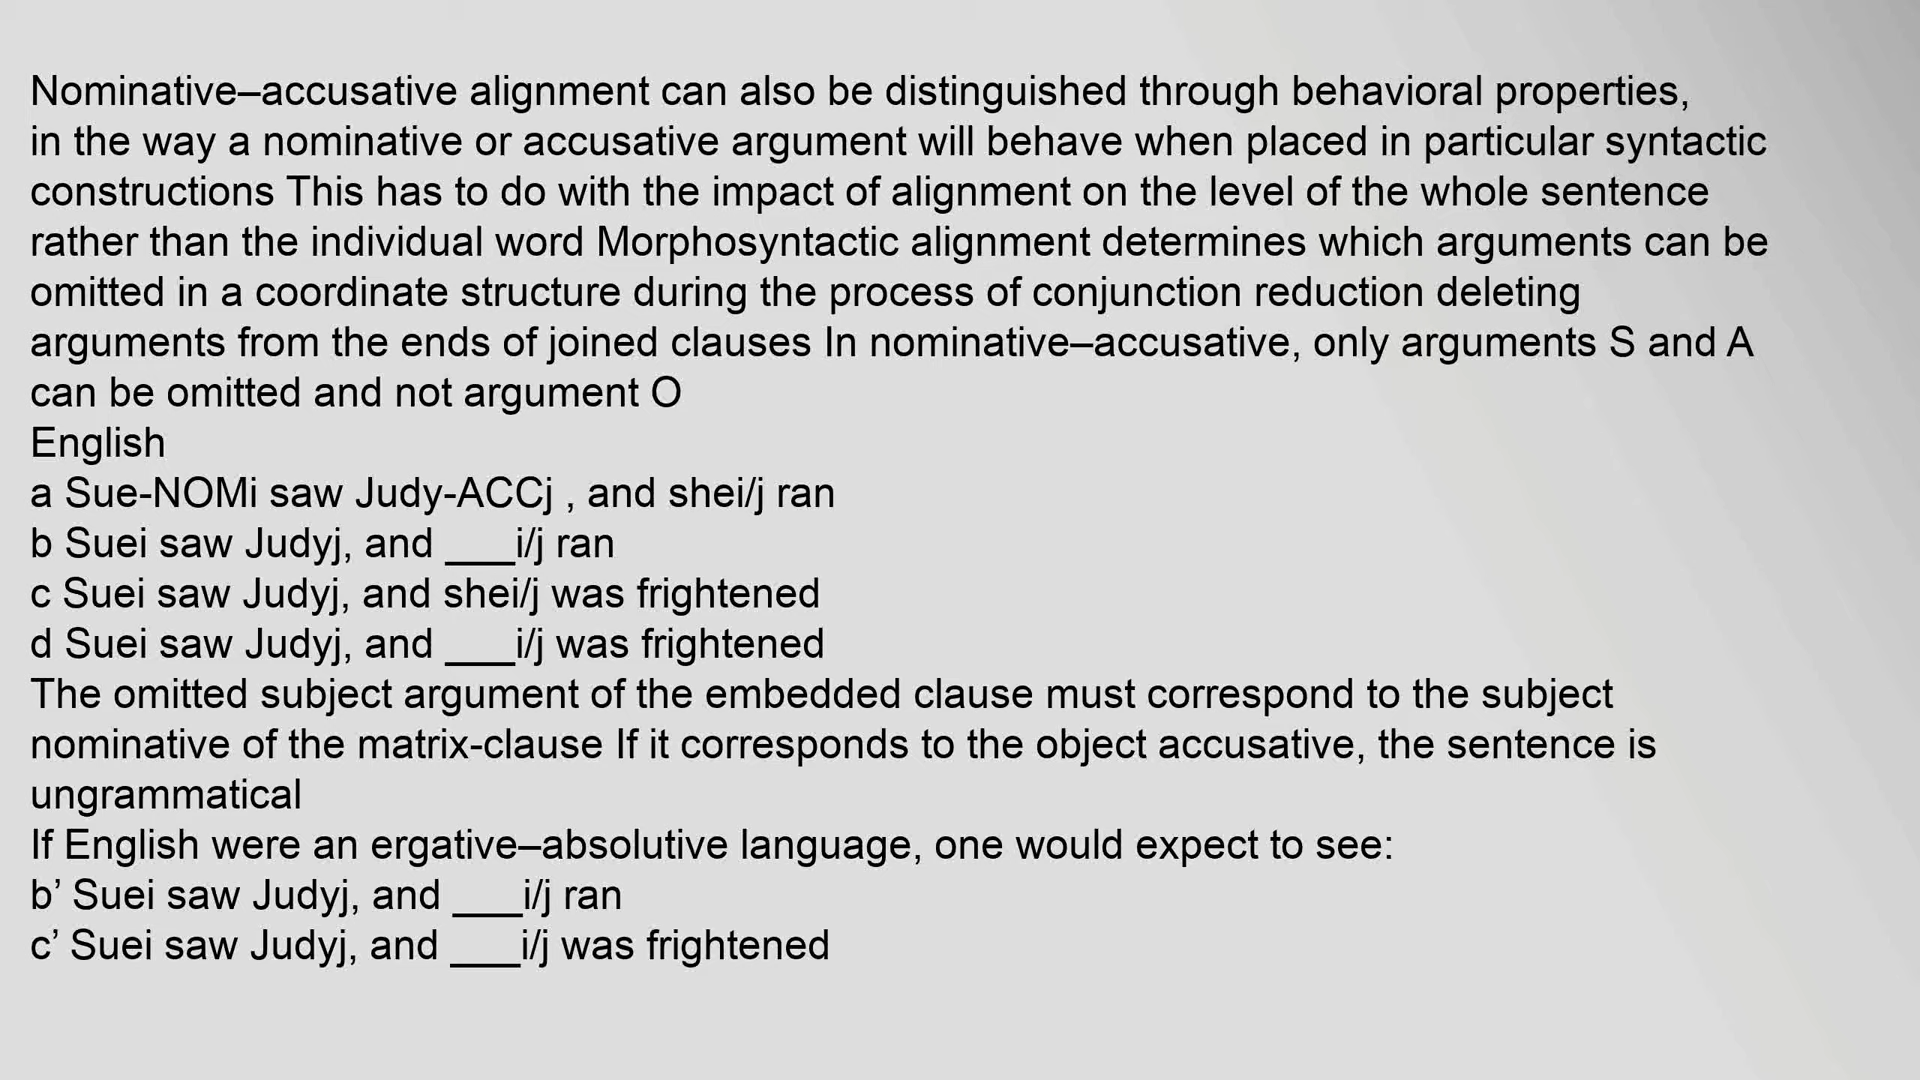 Nominative–accusative alignment can also be distinguished through behavioral properties,
in the way a nominative or accusative argument will behave when placed in particular syntactic
constructions This has to do with the impact of alignment on the level of the whole sentence
rather than the individual word Morphosyntactic alignment determines which arguments can be
omitted in a coordinate structure during the process of conjunction reduction deleting
arguments from the ends of joined clauses In nominative–accusative, only arguments S and A
can be omitted and not argument O
English
a Sue-NOMi saw Judy-ACCj , and shei/j ran
b Suei saw Judyj, and ___i/j ran
c Suei saw Judyj, and shei/j was frightened
d Suei saw Judyj, and ___i/j was frightened
The omitted subject argument of the embedded clause must correspond to the subject
nominative of the matrix-clause If it corresponds to the object accusative, the sentence is
ungrammatical
If English were an ergative–absolutive language, one would expect to see:
b’ Suei saw Judyj, and ___i/j ran
c’ Suei saw Judyj, and ___i/j was frightened